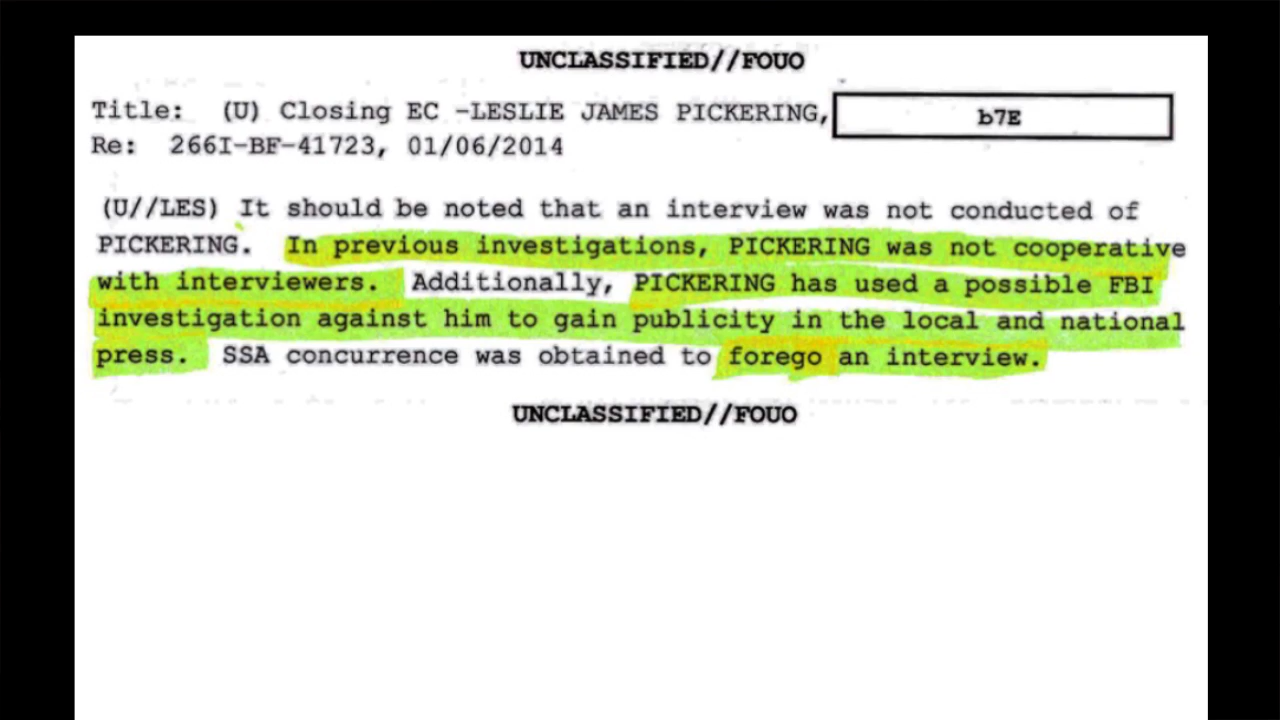 UNCLASSIFIED//FOUO
Title: (U) Closing EC -LESLIE JAMES PICKERING, b7E
Re: 266I-BF-41723, 01/06/2014
(U//LES) It should be noted that an interview was not conducted of
PICKERING. In previous investigations, PICKERING was not cooperative
with interviewers. Additionally, PICKERING has used a possible FBI
investigation against him to gain publicity in the local and national
press. SSA concurrence was obtained to forego an interview.
UNCLASSIFIED//FOUO